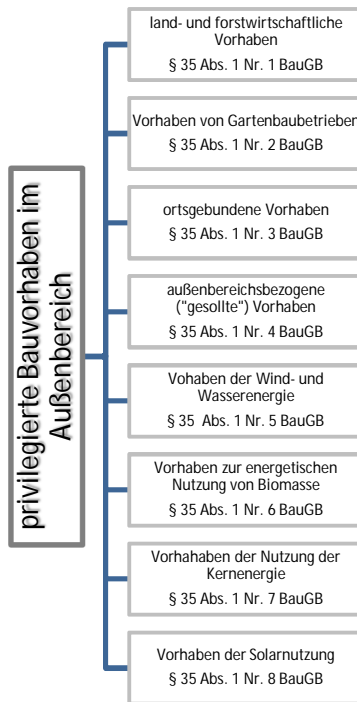 privilegierte Bauvorhaben im
Außenbereich
land- und forstwirtschaftliche
Vorhaben
§ 35 Abs. 1 Nr. 1 BauGB
Vorhaben von Gartenbaubetrieben
§ 35 Abs. 1 Nr. 2 BauGB
ortsgebundene Vorhaben
§ 35 Abs. 1 Nr. 3 BauGB
außenbereichsbezogene
("gesollte") Vorhaben
§ 35 Abs. 1 Nr. 4 BauGB
Vohaben der Wind- und
Wasserenergie
§ 35 Abs. 1 Nr. 5 BauGB
Vorhaben zur energetischen
Nutzung von Biomasse
§ 35 Abs. 1 Nr. 6 BauGB
Vorhahaben der Nutzung der
Kernenergie
§ 35 Abs. 1 Nr. 7 BauGB
Vorhaben der Solarnutzung
§ 35 Abs. 1 Nr. 8 BauGB